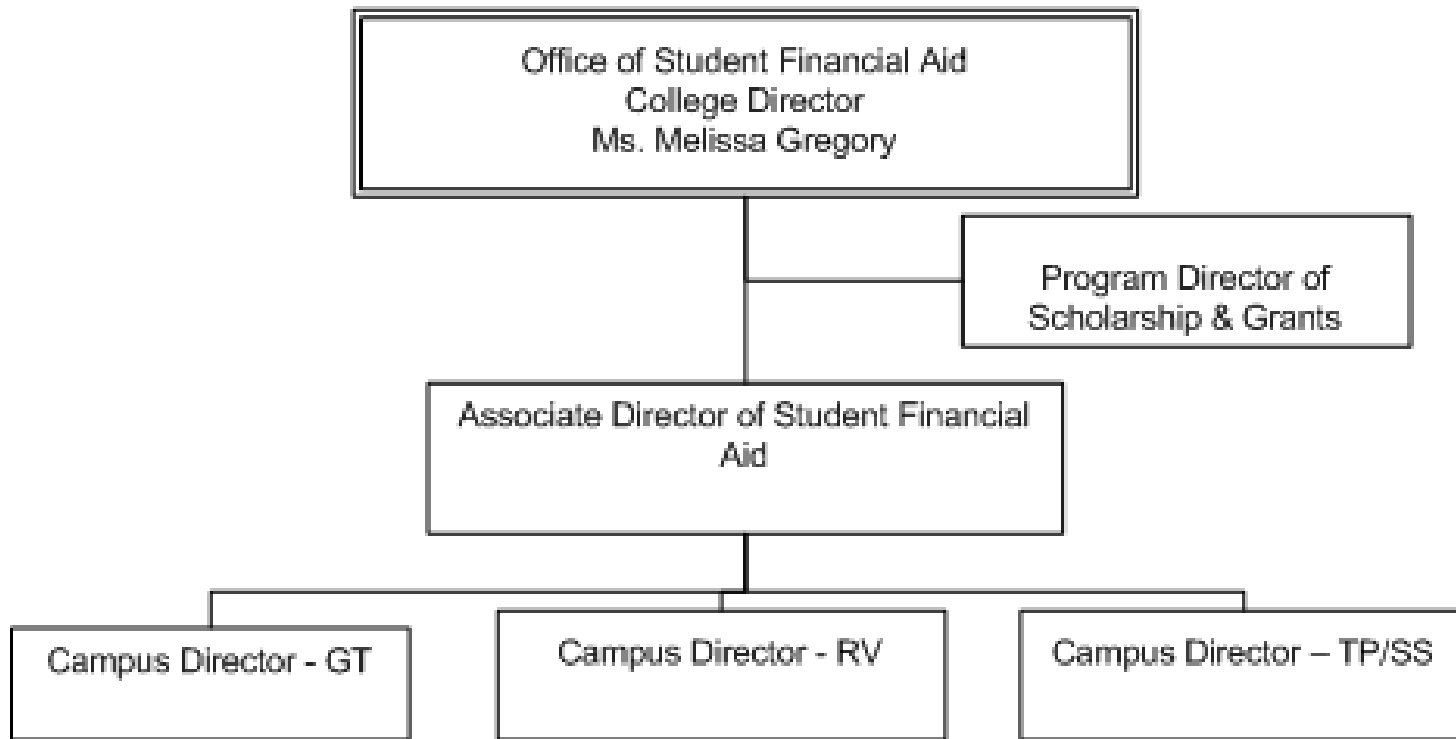 Office of Student Financial Aid
College Director
Ms. Melissa Gregory
Program Director of
Scholarship & Grants
Associate Director of Student Financial
Aid
Campus Director - GT
Campus Director - RV
Campus Director – TP/SS